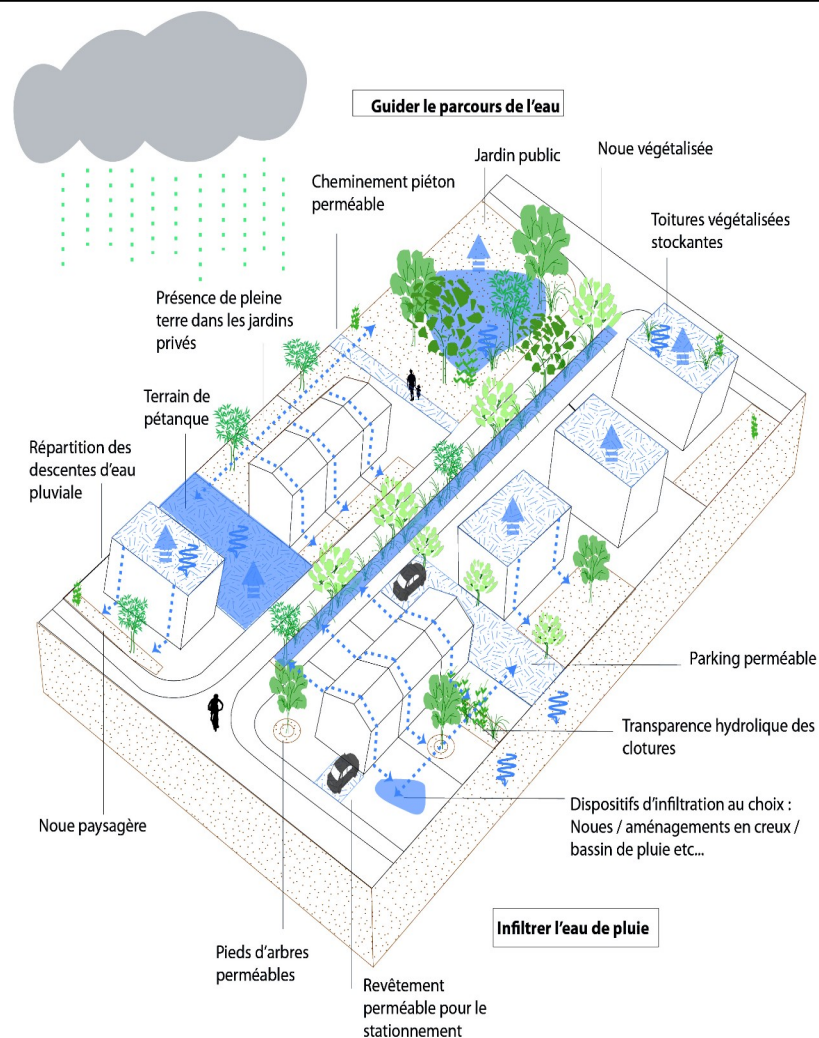 Guider le parcours de l'eau
Jardin public
Noue végétalisée
Cheminement piéton
perméable
Toitures végétalisées
stockantes
Présence de pleine
terre dans les jardins
privés
Terrain de
pétanque
Répartition des
descentes d'eau
pluviale
Parking perméable
Transparence hydrolique des
clotures
Dispositifs d'infiltration au choix :
Noues / aménagements en creux /
bassin de pluie etc...
Noue paysagère
Infiltrer l'eau de pluie
Pieds d'arbres
perméables
Revêtement
perméable pour le
stationnement